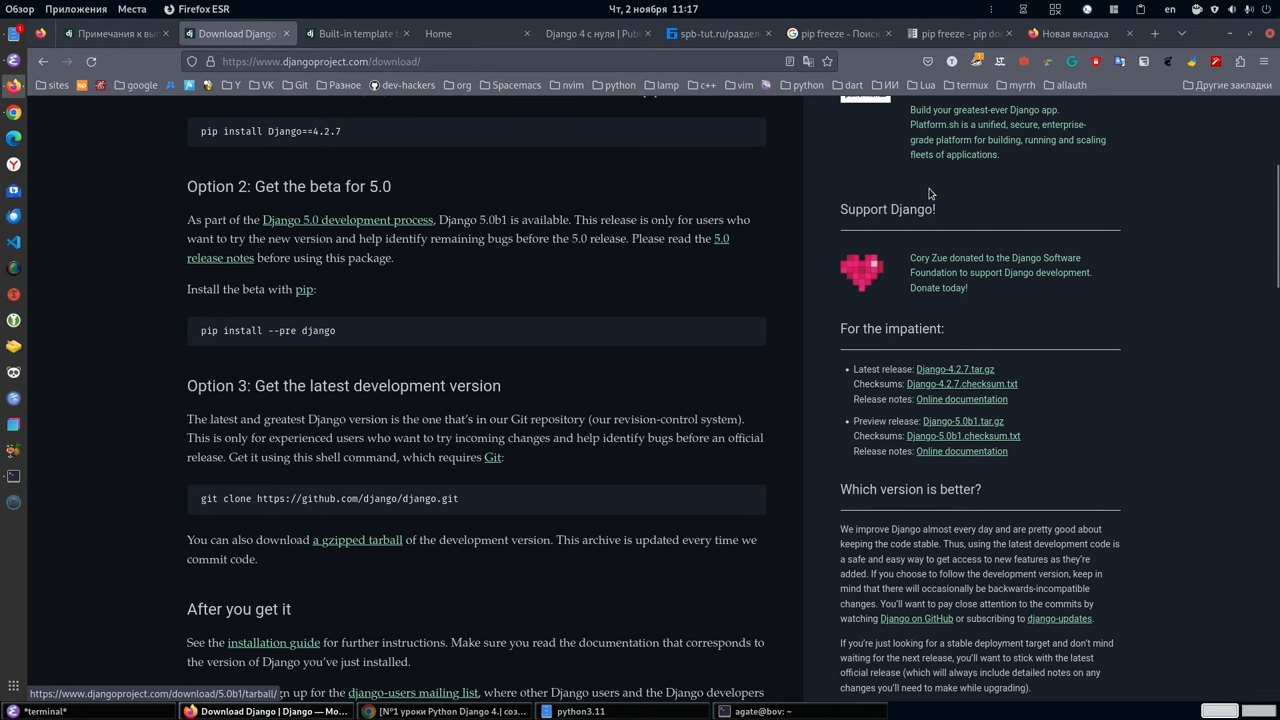 Обзор Приложения Места Firefox ESR Чт, 2 ноября 11:17 en
Примечания к вып Download Django Built-in template t Home Django 4 с нуля | Pub spb-tut.ru/раздел pip freeze - Поиск pip freeze - pip doc Новая вкладка
https://www.djangoproject.com/download/
sites google Y VK Git Разное dev-hackers org Spacemacs nvim python lamp c++ vim python dart ИИ Lua termux myrrh allauth Другие закладки
pip install Django==4.2.7
Option 2: Get the beta for 5.0
As part of the Django 5.0 development process, Django 5.0b1 is available. This release is only for users who
want to try the new version and help identify remaining bugs before the 5.0 release. Please read the 5.0
release notes before using this package.
Install the beta with pip:
pip install --pre django
Option 3: Get the latest development version
The latest and greatest Django version is the one that's in our Git repository (our revision-control system).
This is only for experienced users who want to try incoming changes and help identify bugs before an official
release. Get it using this shell command, which requires Git:
git clone https://github.com/django/django.git
You can also download a gzipped tarball of the development version. This archive is updated every time we
commit code.
After you get it
See the installation guide for further instructions. Make sure you read the documentation that corresponds to
the version of Django you've just installed.
gn up for the django-users mailing list, where other Django users and the Django developers
Build your greatest-ever Django app.
Platform.sh is a unified, secure, enterprise-
grade platform for building, running and scaling
fleets of applications.
Support Django!
Cory Zue donated to the Django Software
Foundation to support Django development.
Donate today!
For the impatient:
Latest release: Django-4.2.7.tar.gz
Checksums: Django-4.2.7.checksum.txt
Release notes: Online documentation
Preview release: Django-5.0b1.tar.gz
Checksums: Django-5.0b1.checksum.txt
Release notes: Online documentation
Which version is better?
We improve Django almost every day and are pretty good about
keeping the code stable. Thus, using the latest development code is
a safe and easy way to get access to new features as they're
added. If you choose to follow the development version, keep in
mind that there will occasionally be backwards-incompatible
changes. You'll want to pay close attention to the commits by
watching Django on GitHub or subscribing to django-updates.
If you're just looking for a stable deployment target and don't mind
waiting for the next release, you'll want to stick with the latest
official release (which will always include detailed notes on any
changes you'll need to make while upgrading).
https://www.djangoproject.com/download/5.0b1/tarball/
*terminal* Download Django | Django — Mo... [№1 уроки Python Django 4.] соз... python3.11 agate@bov: ~